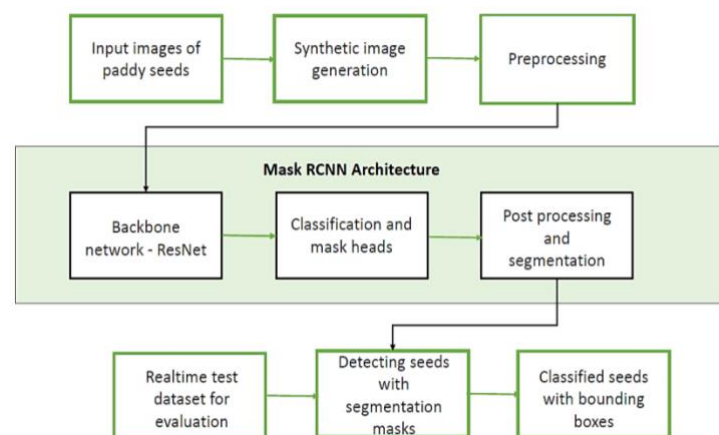 Input images of
paddy seeds
Synthetic image
generation
Preprocessing
Mask RCNN Architecture
Backbone
network - ResNet
Classification and
mask heads
Post processing
and
segmentation
Realtime test
dataset for
evaluation
Detecting seeds
with
segmentation
masks
Classified seeds
with bounding
boxes